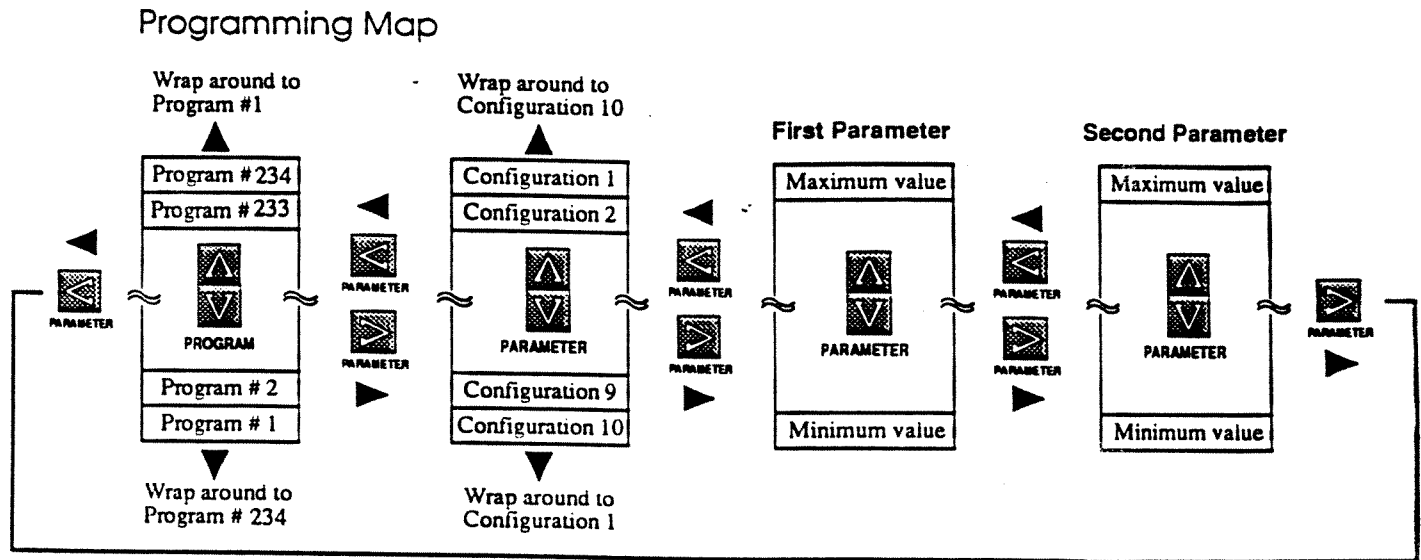 Programming Map
Wrap around to
Program #1
Wrap around to
Configuration 10
First Parameter
Second Parameter
Program # 234
Program # 233
PROGRAM
Program # 2
Program # 1
Wrap around to
Program # 234
Configuration 1
Configuration 2
PARAMETER
Configuration 9
Configuration 10
Wrap around to
Configuration 1
Maximum value
PARAMETER
Minimum value
Maximum value
PARAMETER
Minimum value
PARAMETER
PARAMETER
PARAMETER
PARAMETER
PARAMETER
PARAMETER
PARAMETER
PARAMETER